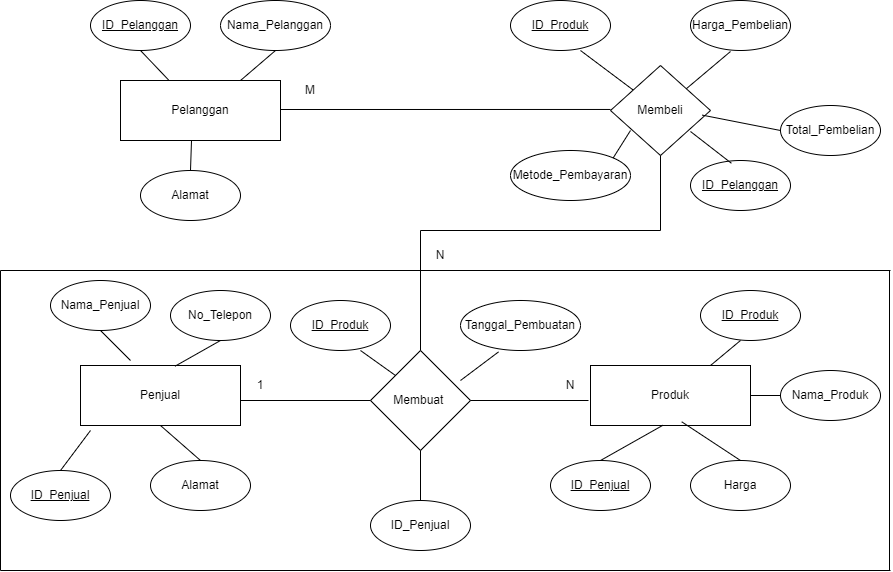 ID_Pelanggan
Nama_Pelanggan
ID_Produk
Harga_Pembelian
M
Pelanggan
Membeli
Total_Pembelian
Metode_Pembayaran
ID_Pelanggan
Alamat
N
Nama_Penjual
No_Telepon
ID_Produk
Tanggal_Pembuatan
ID_Produk
1
N
Penjual
Membuat
Produk
Nama_Produk
ID_Penjual
Alamat
ID_Penjual
Harga
ID_Penjual